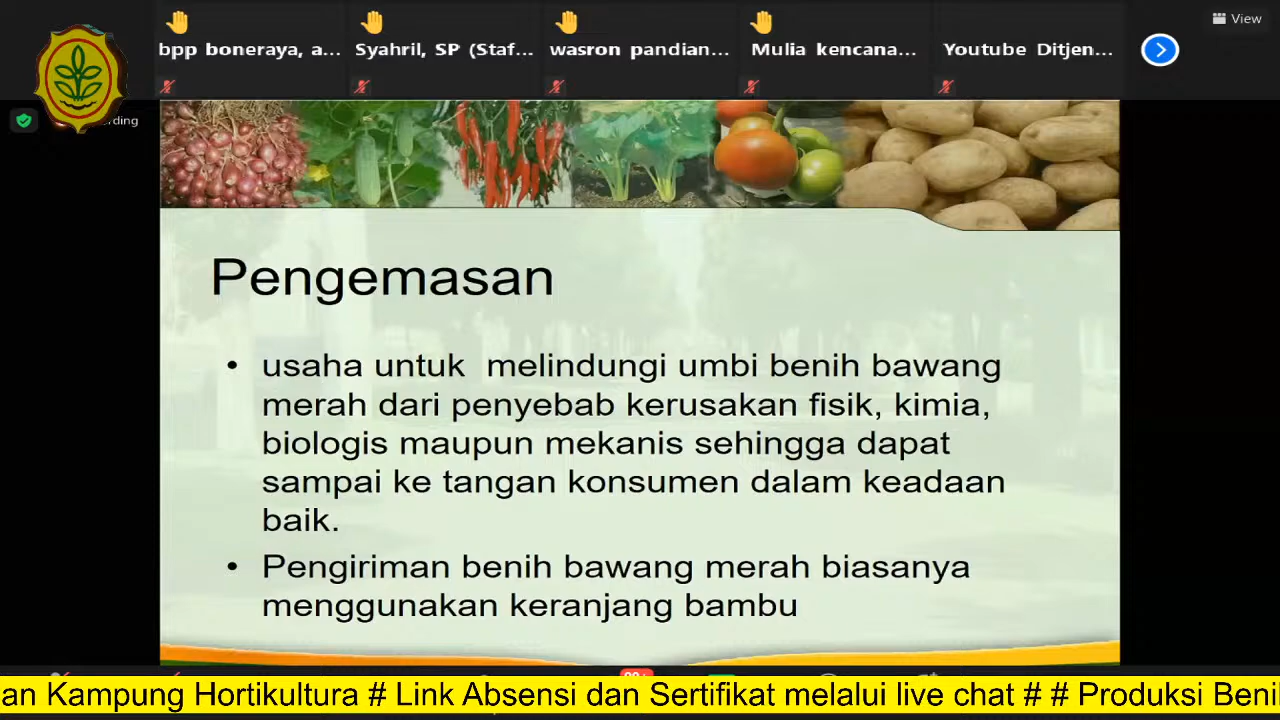 View
bpp boneraya, a...
Syahril, SP (Staf...
wasron pandian...
Mulia kencana...
Youtube Ditjen...
Pengemasan
• usaha untuk melindungi umbi benih bawang
merah dari penyebab kerusakan fisik, kimia,
biologis maupun mekanis sehingga dapat
sampai ke tangan konsumen dalam keadaan
baik.
• Pengiriman benih bawang merah biasanya
menggunakan keranjang bambu
an Kampung Hortikultura # Link Absensi dan Sertifikat melalui live chat # # Produksi Beni